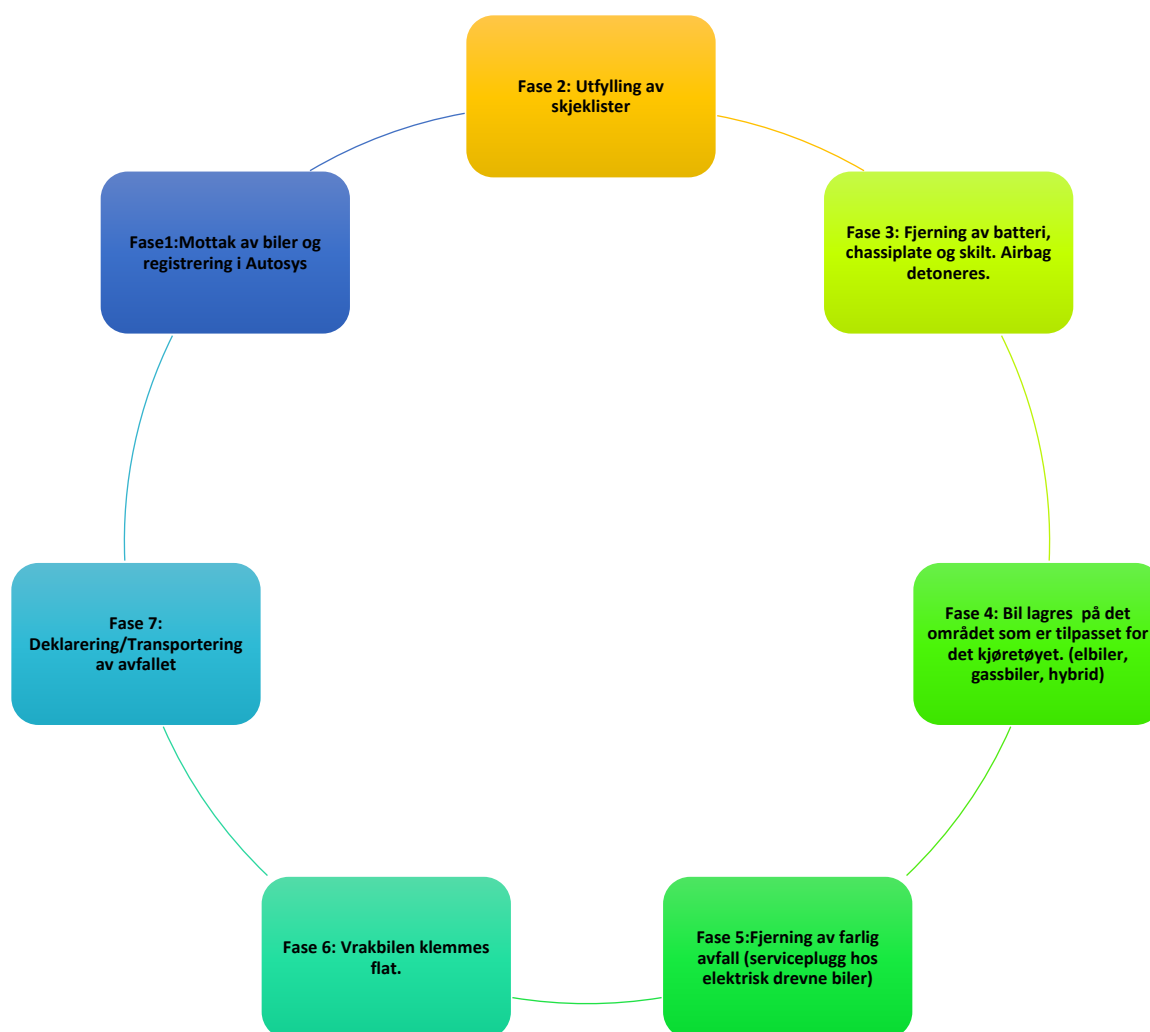 Fase 2: Utfylling av
skjeklister
Fase1:Mottak av biler og
registrering i Autosys
Fase 3: Fjerning av batteri,
chassiplate og skilt. Airbag
detoneres.
Fase 4: Bil lagres  på det
området som er tilpasset for
det kjøretøyet. (elbiler,
gassbiler, hybrid)
Fase 5:Fjerning av farlig
avfall (serviceplugg hos
elektrisk drevne biler)
Fase 6: Vrakbilen klemmes
flat.
Fase 7:
Deklarering/Transportering
av avfallet